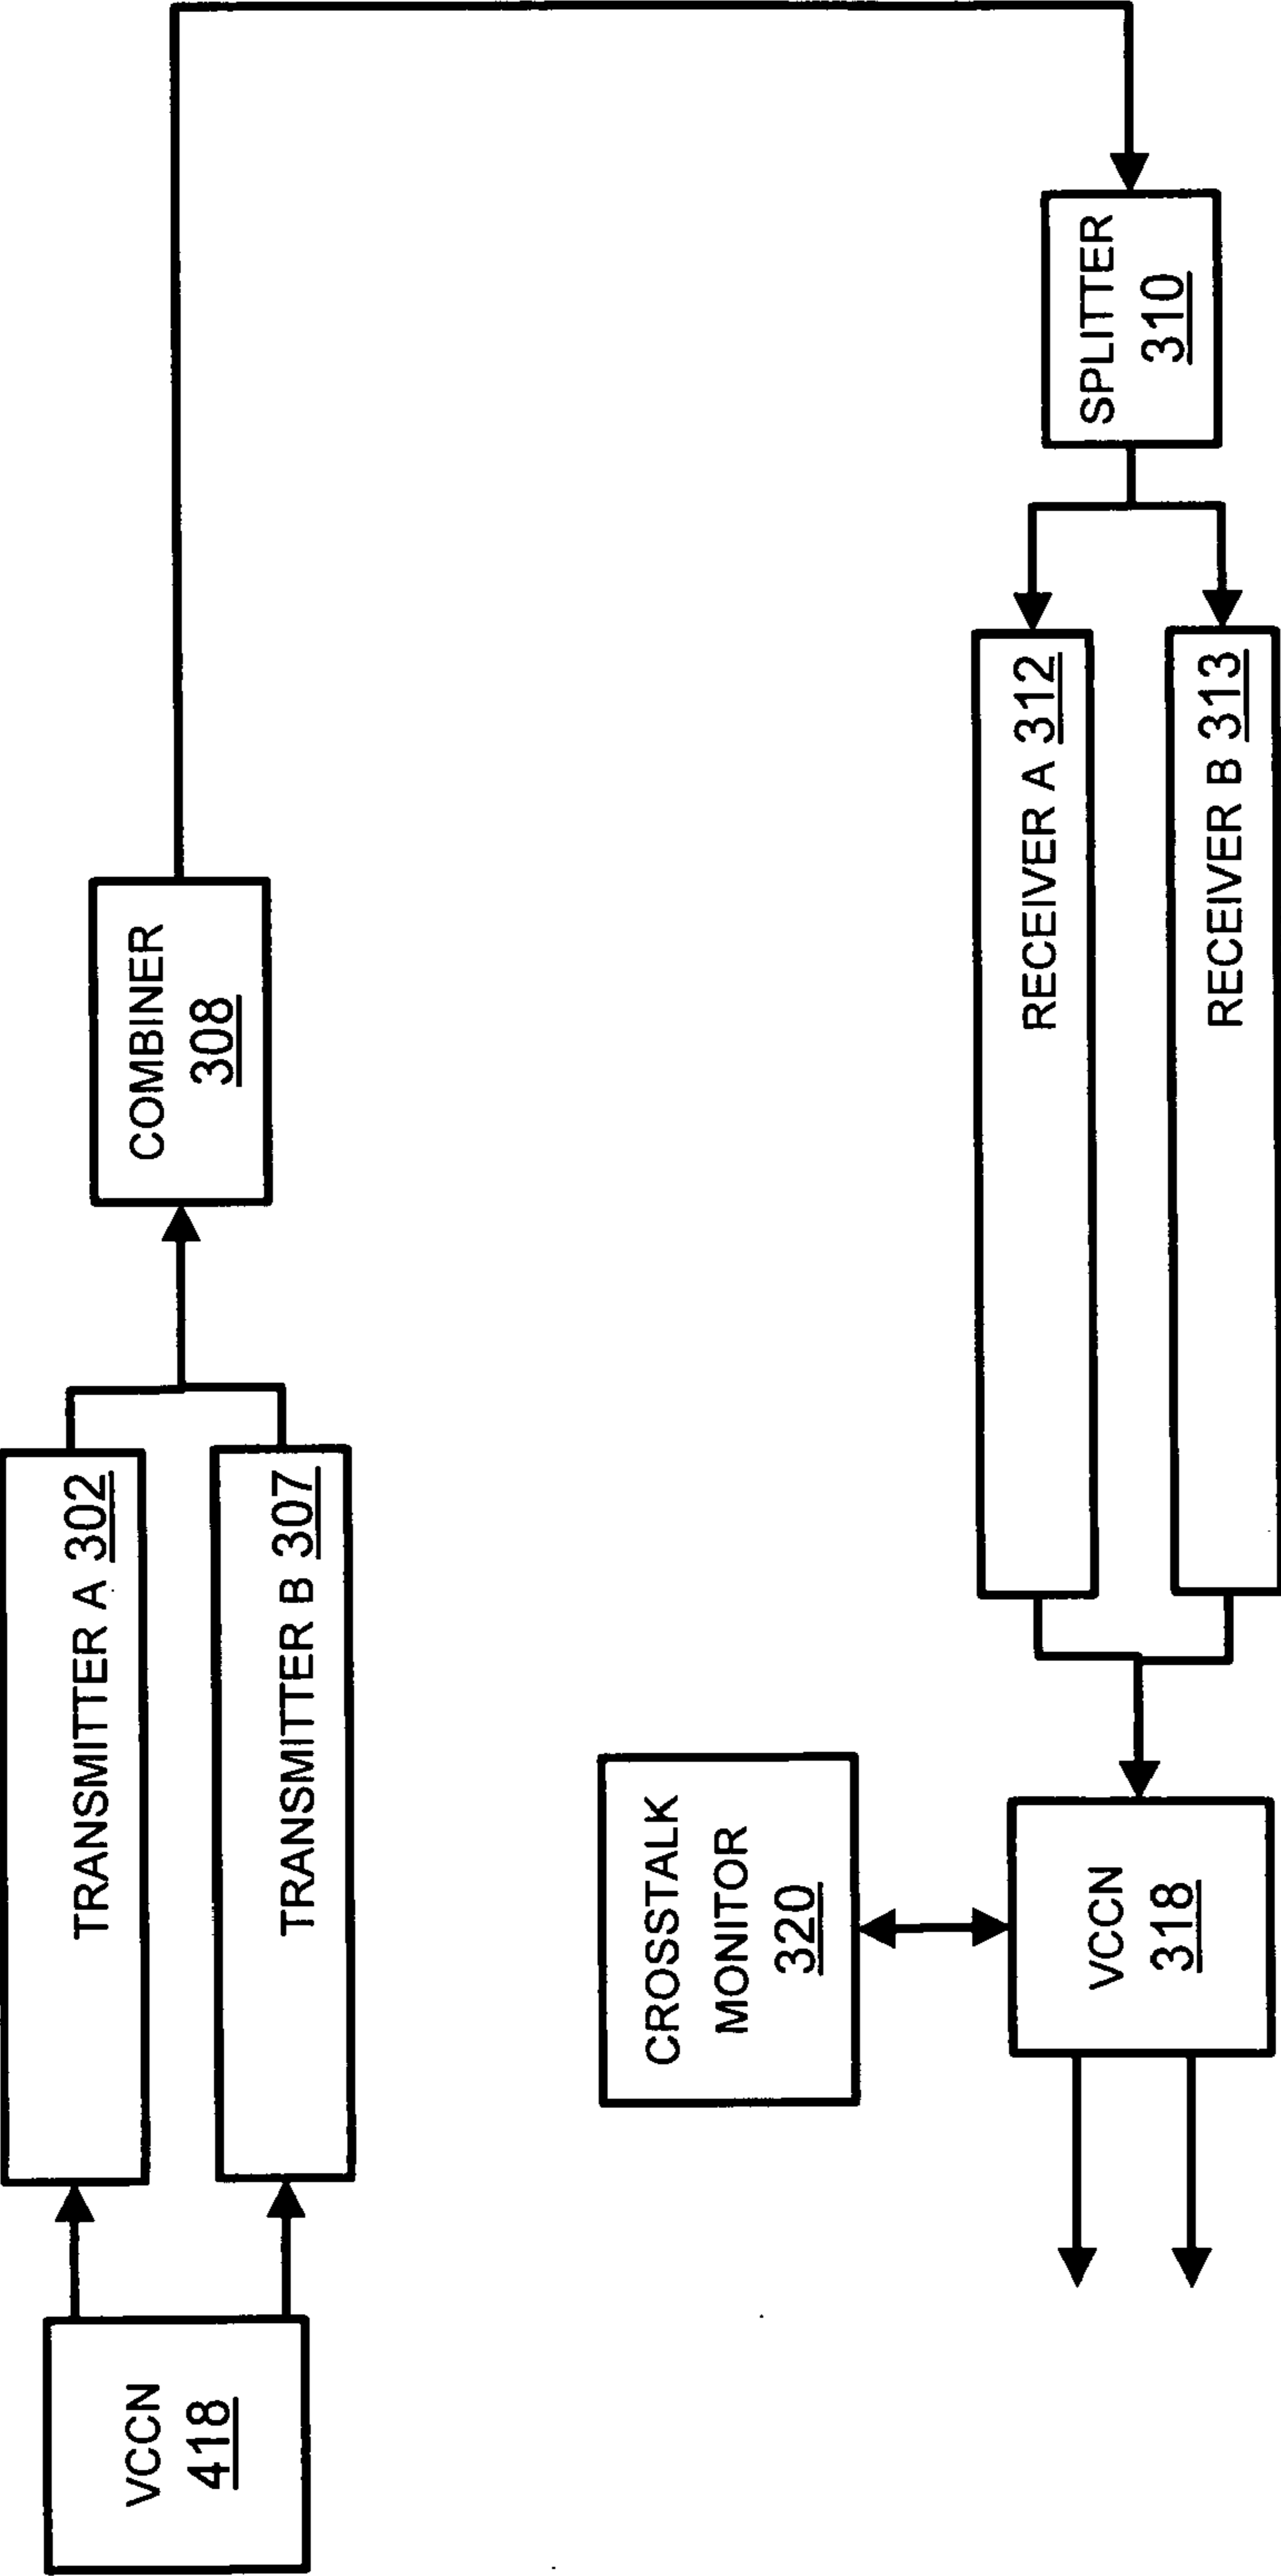 VCCN
418
TRANSMITTER A 302
TRANSMITTER B 307
COMBINER
308
CROSSTALK
MONITOR
320
VCCN
318
RECEIVER A 312
RECEIVER B 313
SPLITTER
310